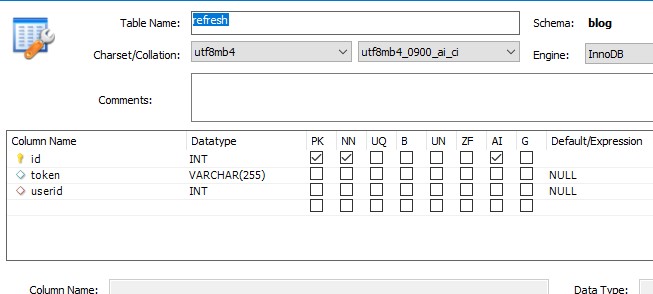 Table Name: refresh Schema: blog
Charset/Collation: utf8mb4 utf8mb4_0900_ai_ci Engine: InnoDB
Comments:
Column Name Datatype PK NN UQ B UN ZF AI G Default/Expression
id INT
token VARCHAR(255) NULL
userid INT NULL
Column Name: Data Type: